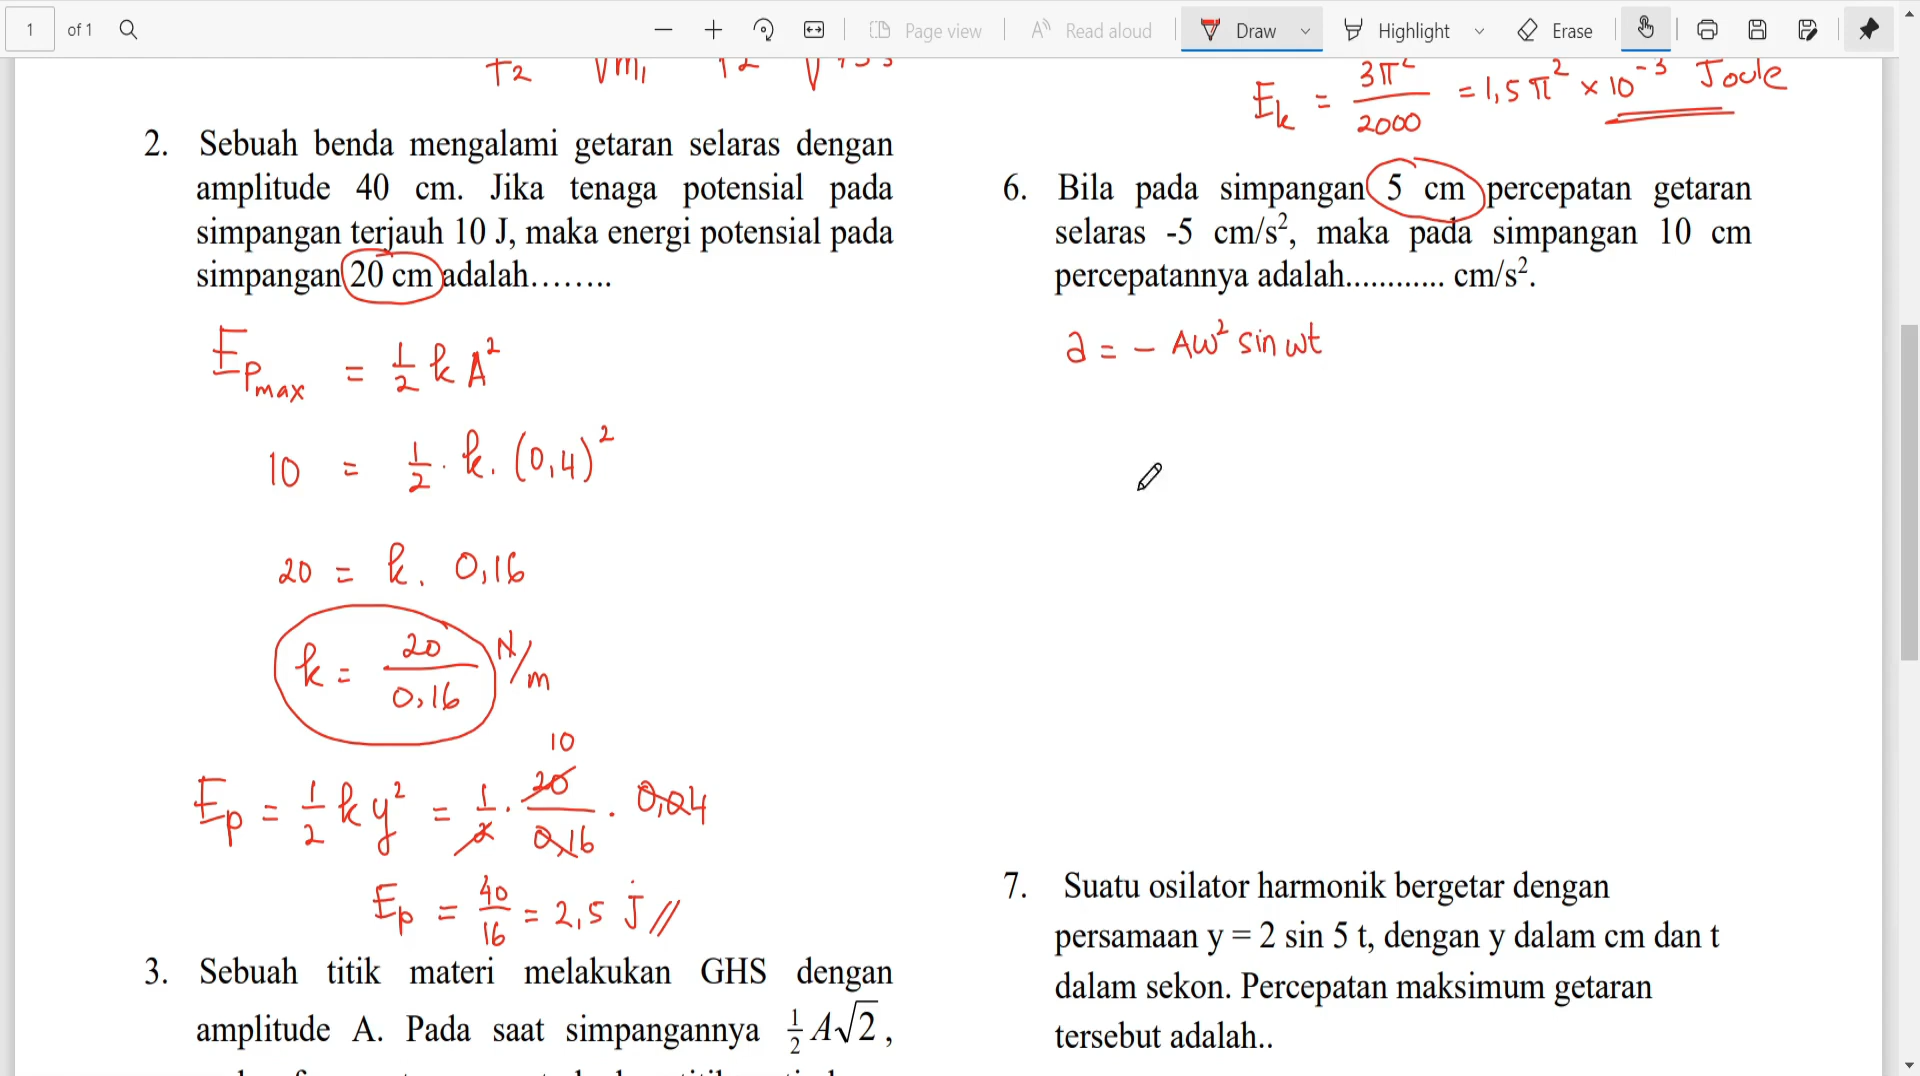 1 of 1 Page view Read aloud Draw Highlight Erase
2. Sebuah benda mengalami getaran selaras dengan
amplitude 40 cm. Jika tenaga potensial pada
simpangan terjauh 10 J, maka energi potensial pada
simpangan 20 cm adalah........
Epmax = 1/2 k A²
10 = 1/2 . k. (0,4)²
20 = k. 0,16
k = 20/0,16 N/m
10
Ep = 1/2 k y² = 1/2 . 20/0,16 . 0,04
Ep = 40/16 = 2,5 j //
3. Sebuah titik materi melakukan GHS dengan
amplitude A. Pada saat simpangannya ½ A√2 ,
Ek = 3π²/2000 = 1,5 π² × 10⁻³ Joule
6. Bila pada simpangan 5 cm percepatan getaran
selaras -5 cm/s², maka pada simpangan 10 cm
percepatannya adalah............ cm/s².
a = - Aω² sin ωt
7. Suatu osilator harmonik bergetar dengan
persamaan y = 2 sin 5 t, dengan y dalam cm dan t
dalam sekon. Percepatan maksimum getaran
tersebut adalah..